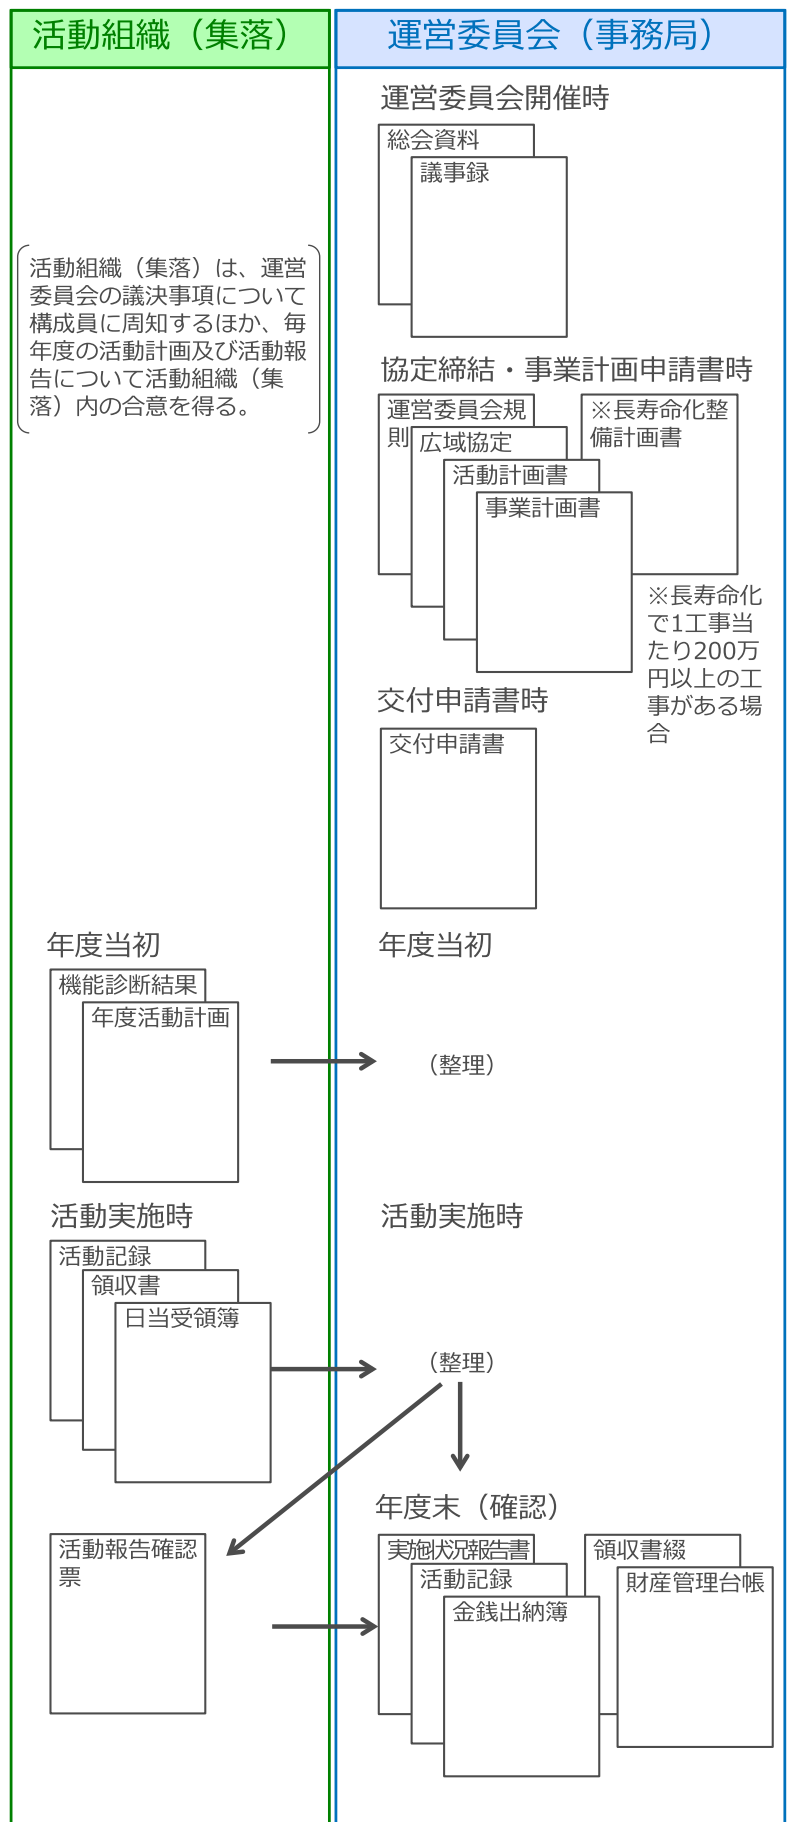 活動組織（集落）
運営委員会（事務局）
運営委員会開催時
総会資料
議事録
活動組織（集落）は、運営
委員会の議決事項について
構成員に周知するほか、毎
年度の活動計画及び活動報
告について活動組織（集
落）内の合意を得る。
協定締結・事業計画申請書時
運営委員会規
則
広域協定
活動計画書
事業計画書
※長寿命化整
備計画書
※長寿命化
で1工事当
たり200万
円以上の工
事がある場
合
交付申請書時
交付申請書
年度当初
機能診断結果
年度活動計画
年度当初
（整理）
活動実施時
活動記録
領収書
日当受領簿
活動実施時
（整理）
活動報告確認
票
年度末（確認）
実施状況報告書
活動記録
金銭出納簿
領収書綴
財産管理台帳